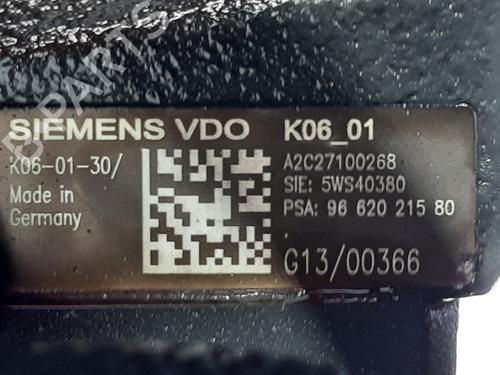 SIEMENS VDO
K06_01
K06-01-30/
Made in
Germany
A2C27100268
SIE: 5WS40380
PSA: 96 620 215 80
.
G13/00366